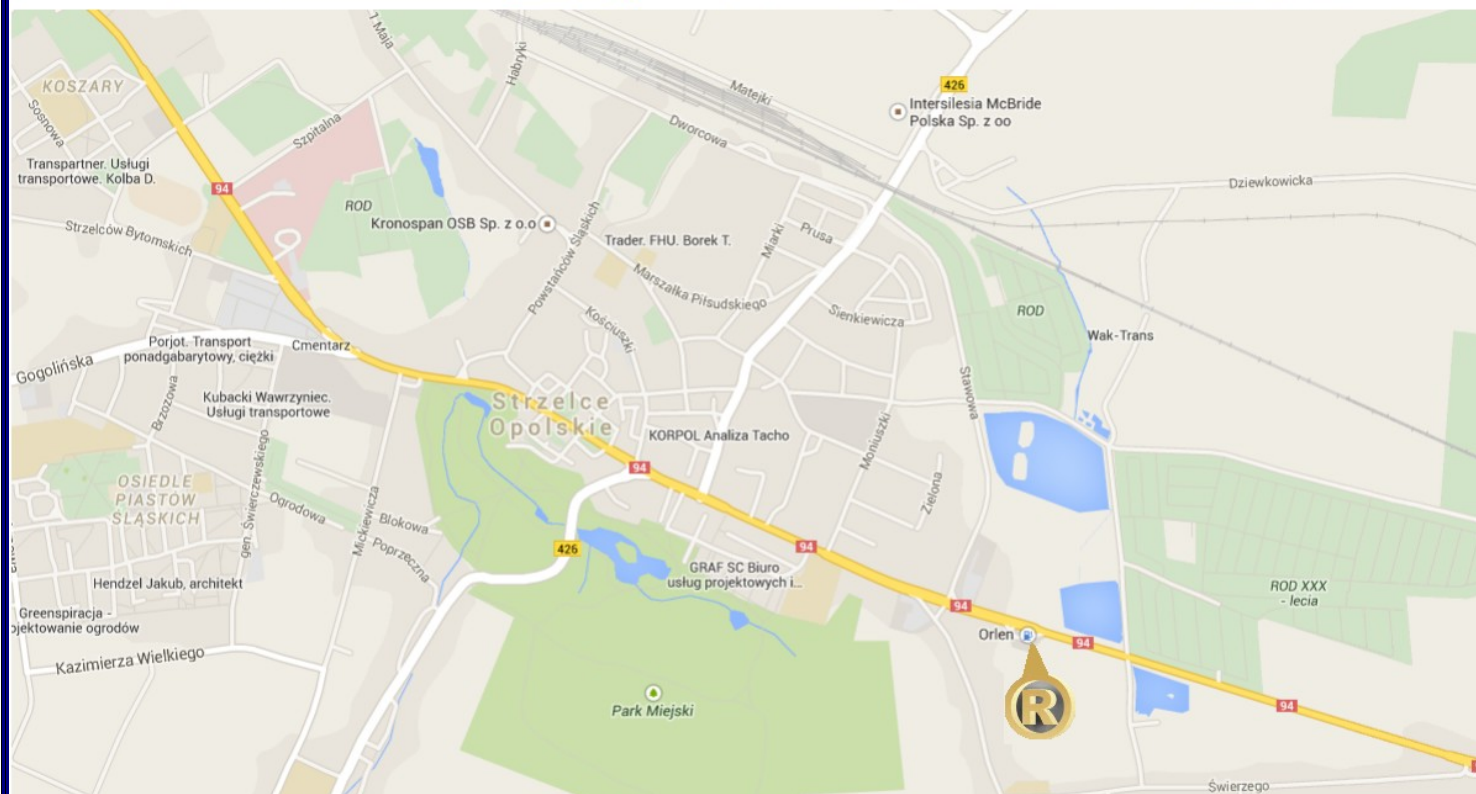 1 Maja
Habryki
KOSZARY
Sosnowa
Szpitalna
Matejki
426
Intersilesia McBride
Polska Sp. z oo
Dworcowa
Transpartner. Usługi
transportowe. Kolba D.
94
Dziewkowicka
ROD
Kronospan OSB Sp. z o.o
Strzelców Bytomskich
Powstańców Śląskich
Trader. FHU. Borek T.
Miarki
Prusa
Marszałka Piłsudskiego
Sienkiewicza
ROD
Kościuszki
Wak-Trans
Porjot. Transport
ponadgabarytowy, ciężki
Cmentarz
Gogolińska
Brzozowa
Kubacki Wawrzyniec.
Usługi transportowe
Stawowa
Strzelce
Opolskie
KORPOL Analiza Tacho
Moniuszki
94
Zielona
OSIEDLE
PIASTÓW
ŚLĄSKICH
gen. Świerczewskiego
Ogrodowa
Mickiewicza
Blokowa
Poprzeczna
426
94
GRAF SC Biuro
usług projektowych i...
Hendzel Jakub, architekt
ROD XXX
- lecia
Greenspiracja -
ojektowanie ogrodów
94
Orlen
94
Kazimierza Wielkiego
R
Park Miejski
94
Świerzego